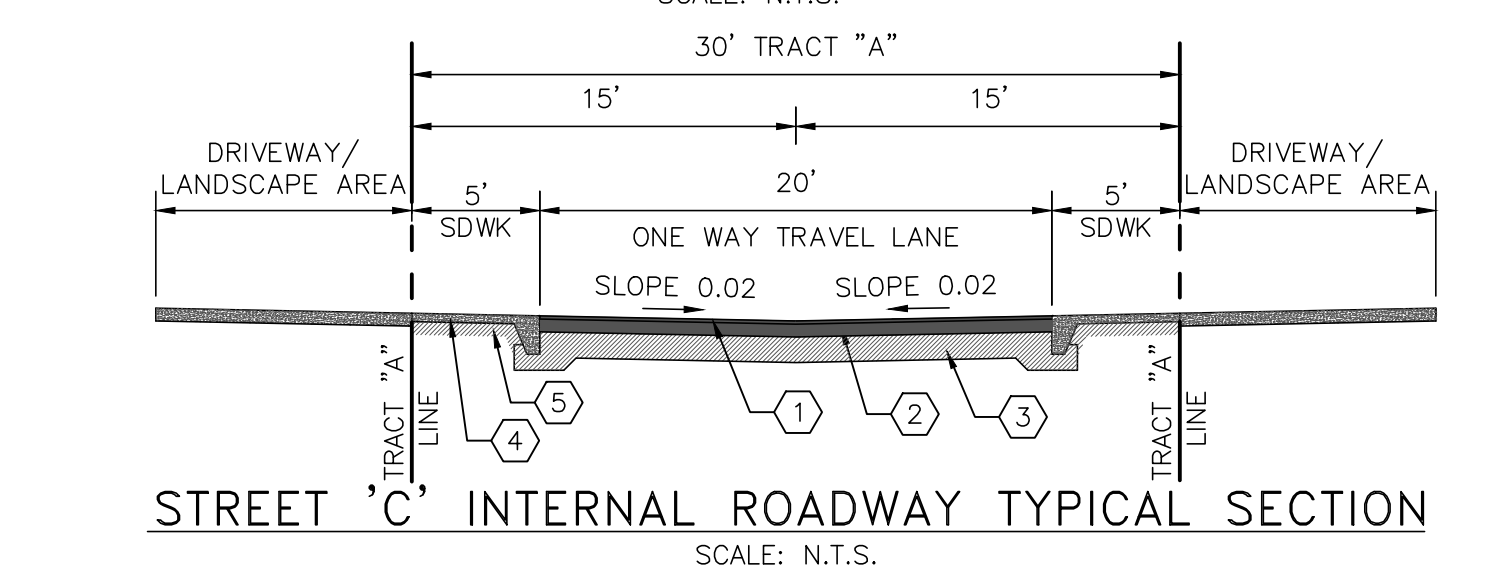 SCALE: N.T.S.
30' TRACT "A"
15' 15'
DRIVEWAY/
LANDSCAPE AREA
5'
SDWK
20'
ONE WAY TRAVEL LANE
5'
SDWK
DRIVEWAY/
LANDSCAPE AREA
SLOPE 0.02 SLOPE 0.02
TRACT "A"
LINE
5
4
1
2
3
TRACT "A"
LINE
STREET 'C' INTERNAL ROADWAY TYPICAL SECTION
SCALE: N.T.S.